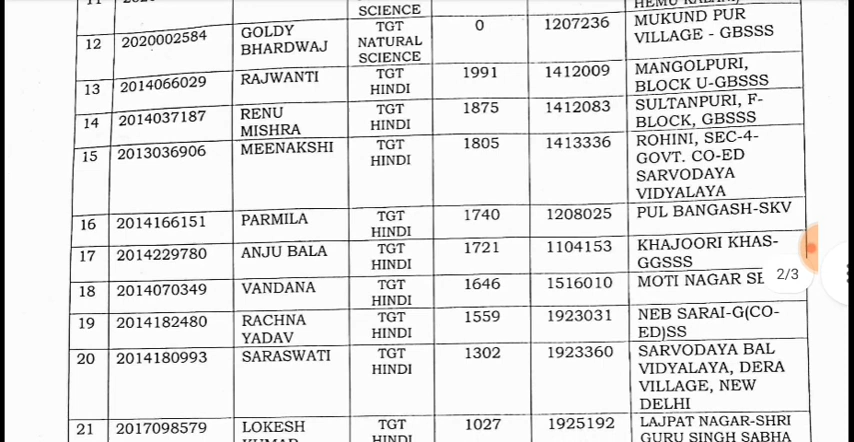 SCIENCE
12 2020002584 GOLDY BHARDWAJ TGT NATURAL SCIENCE 0 1207236 MUKUND PUR VILLAGE - GBSSS
13 2014066029 RAJWANTI TGT HINDI 1991 1412009 MANGOLPURI, BLOCK U-GBSSS
14 2014037187 RENU MISHRA TGT HINDI 1875 1412083 SULTANPURI, F-BLOCK, GBSSS
15 2013036906 MEENAKSHI TGT HINDI 1805 1413336 ROHINI, SEC-4-GOVT. CO-ED SARVODAYA VIDYALAYA
16 2014166151 PARMILA TGT HINDI 1740 1208025 PUL BANGASH-SKV
17 2014229780 ANJU BALA TGT HINDI 1721 1104153 KHAJOORI KHAS-GGSSS
18 2014070349 VANDANA TGT HINDI 1646 1516010 MOTI NAGAR
2/3
19 2014182480 RACHNA YADAV TGT HINDI 1559 1923031 NEB SARAI-G(CO-ED)SS
20 2014180993 SARASWATI TGT HINDI 1302 1923360 SARVODAYA BAL VIDYALAYA, DERA VILLAGE, NEW DELHI
21 2017098579 LOKESH TGT HINDI 1027 1925192 LAJPAT NAGAR-SHRI GURU SINGH SABHA